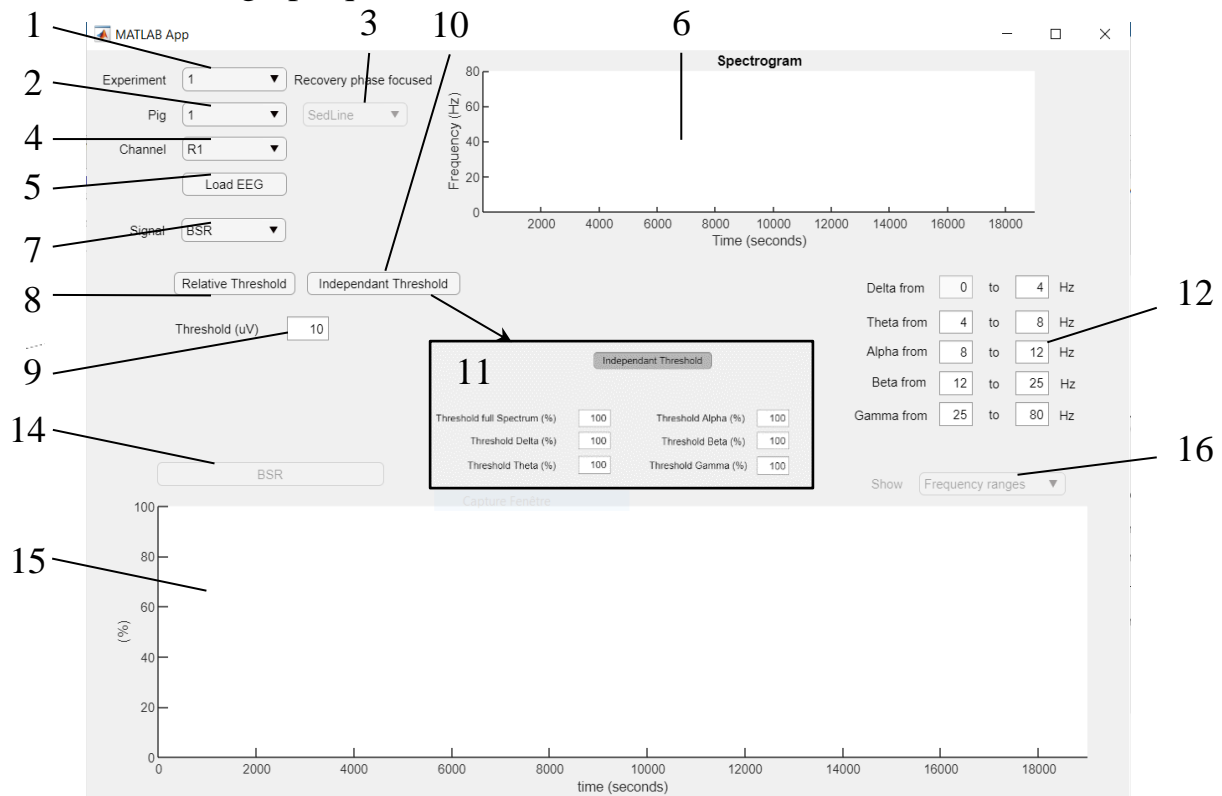 1
3
10
6
MATLAB App
Spectrogram
2
Experiment 1 Recovery phase focused
Pig 1 SedLine
4
Channel R1
5
Load EEG
7
Signal BSR
80
60
40
20
0
Frequency (Hz)
2000 4000 6000 8000 10000 12000 14000 16000 18000
Time (seconds)
8
Relative Threshold Independant Threshold
9
Threshold (uV) 10
12
Delta from 0 to 4 Hz
Theta from 4 to 8 Hz
Alpha from 8 to 12 Hz
Beta from 12 to 25 Hz
Gamma from 25 to 80 Hz
11
Independant Threshold
Threshold full Spectrum (%) 100 Threshold Alpha (%) 100
Threshold Delta (%) 100 Threshold Beta (%) 100
Threshold Theta (%) 100 Threshold Gamma (%) 100
14
BSR
Capture Fenêtre
16
Show Frequency ranges
15
100
80
60
40
20
0
(%)
0 2000 4000 6000 8000 10000 12000 14000 16000 18000
time (seconds)